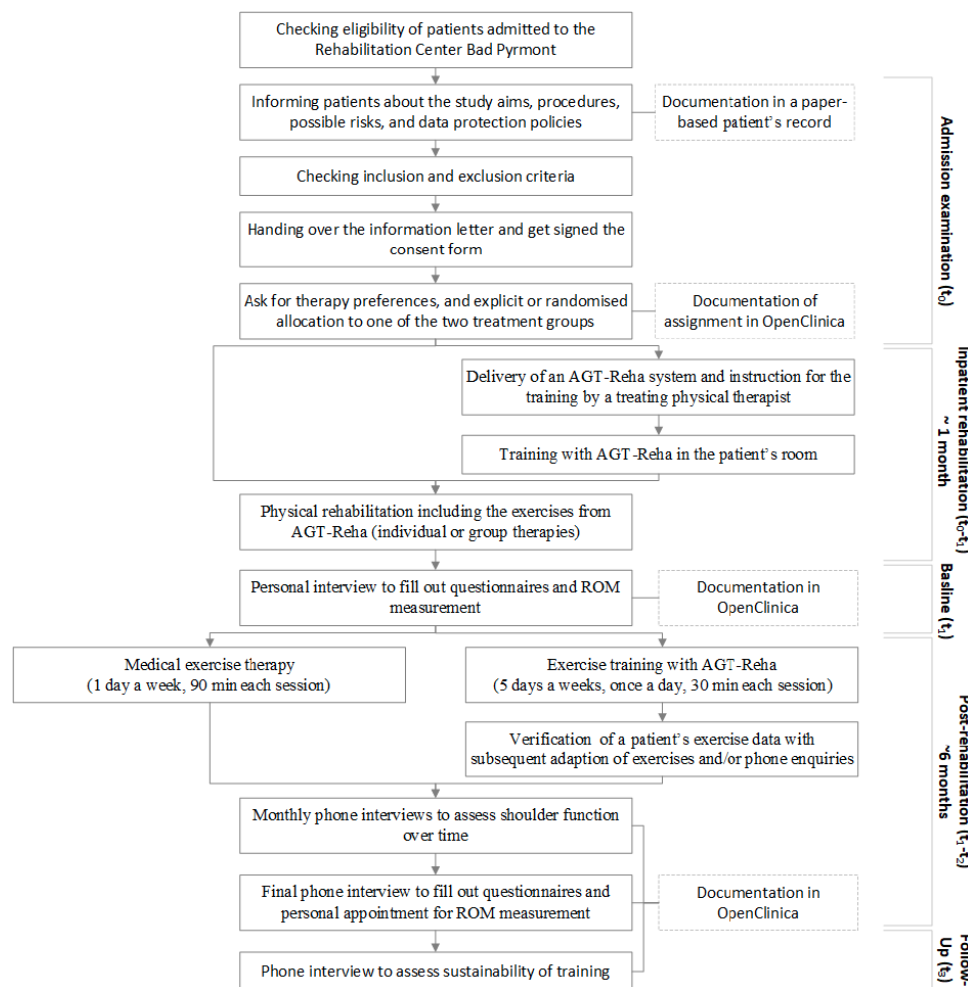 Checking eligibility of patients admitted to the
Rehabilitation Center Bad Pyrmont
Informing patients about the study aims, procedures,
possible risks, and data protection policies
Documentation in a paper-
based patient's record
Checking inclusion and exclusion criteria
Handing over the information letter and get signed the
consent form
Ask for therapy preferences, and explicit or randomised
allocation to one of the two treatment groups
Documentation of
assignment in OpenClinica
Admission examination (t0)
Delivery of an AGT-Reha system and instruction for the
training by a treating physical therapist
Training with AGT-Reha in the patient's room
Physical rehabilitation including the exercises from
AGT-Reha (individual or group therapies)
Inpatient rehabilitation (t0-t1)
~ 1 month
Personal interview to fill out questionnaires and ROM
measurement
Documentation in
OpenClinica
Basline (t1)
Medical exercise therapy
(1 day a week, 90 min each session)
Exercise training with AGT-Reha
(5 days a weeks, once a day, 30 min each session)
Verification of a patient's exercise data with
subsequent adaption of exercises and/or phone enquiries
Monthly phone interviews to assess shoulder function
over time
Final phone interview to fill out questionnaires and
personal appointment for ROM measurement
Documentation in
OpenClinica
Post-rehabilitation (t1-t2)
~6 months
Phone interview to assess sustainability of training
Follow-
Up (t3)